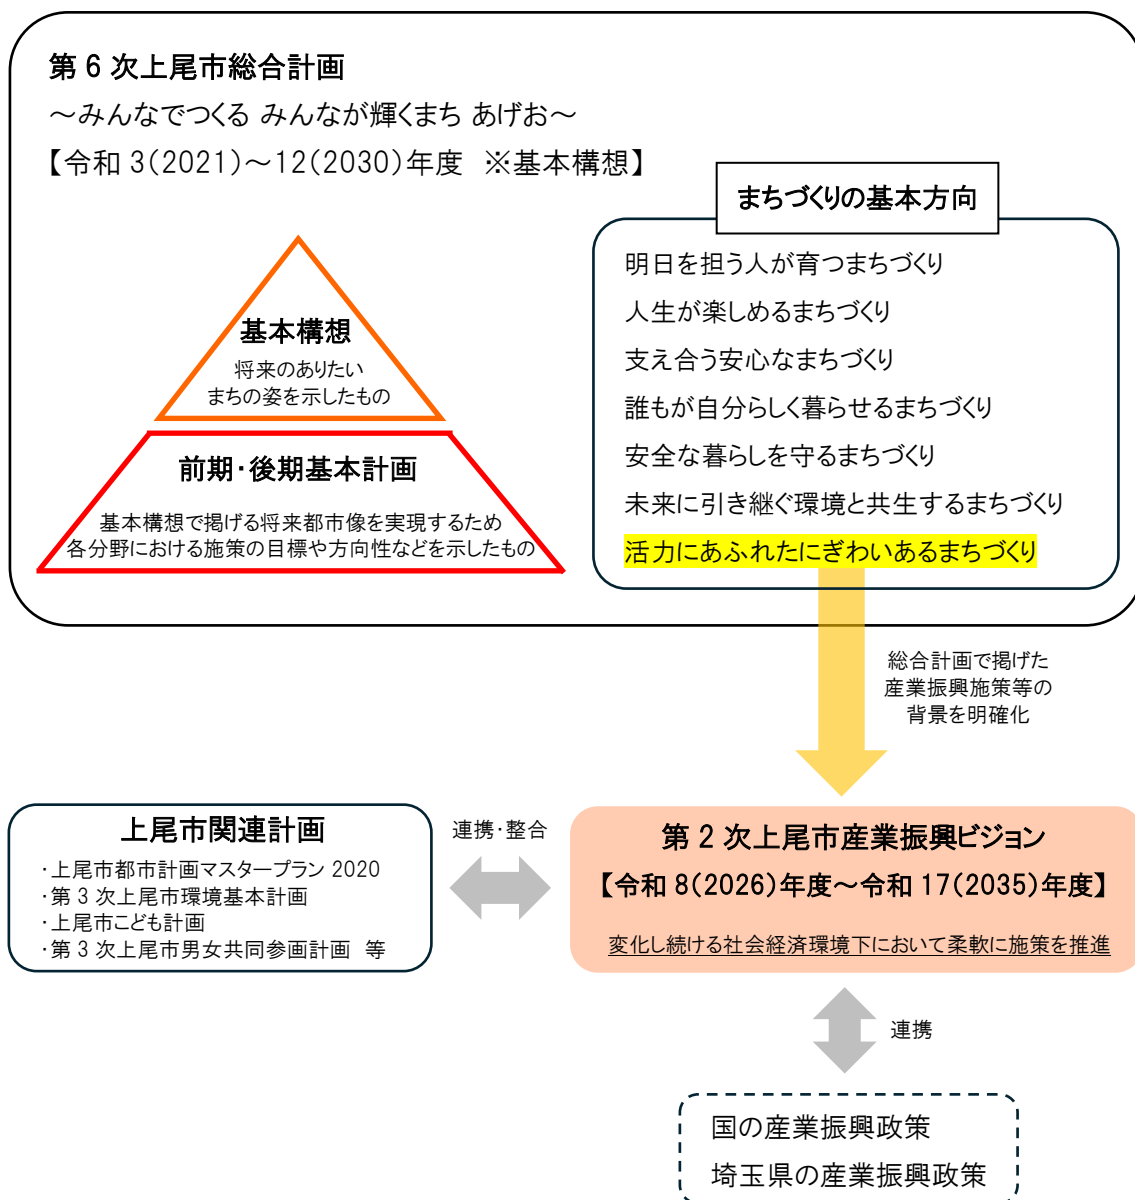 第 6 次上尾市総合計画
～みんなでつくる みんなが輝くまち あげお～
【令和 3(2021)～12(2030)年度 ※基本構想】
まちづくりの基本方向
明日を担う人が育つまちづくり
人生が楽しめるまちづくり
支え合う安心なまちづくり
誰もが自分らしく暮らせるまちづくり
安全な暮らしを守るまちづくり
未来に引き継ぐ環境と共生するまちづくり
活力にあふれたにぎわいあるまちづくり
基本構想
将来のありたい
まちの姿を示したもの
前期・後期基本計画
基本構想で掲げる将来都市像を実現するため
各分野における施策の目標や方向性などを示したもの
総合計画で掲げた
産業振興施策等の
背景を明確化
上尾市関連計画
・上尾市都市計画マスタープラン 2020
・第 3 次上尾市環境基本計画
・上尾市こども計画
・第 3 次上尾市男女共同参画計画 等
連携・整合
第 2 次上尾市産業振興ビジョン
【令和 8(2026)年度～令和 17(2035)年度】
変化し続ける社会経済環境下において柔軟に施策を推進
連携
国の産業振興政策
埼玉県の産業振興政策